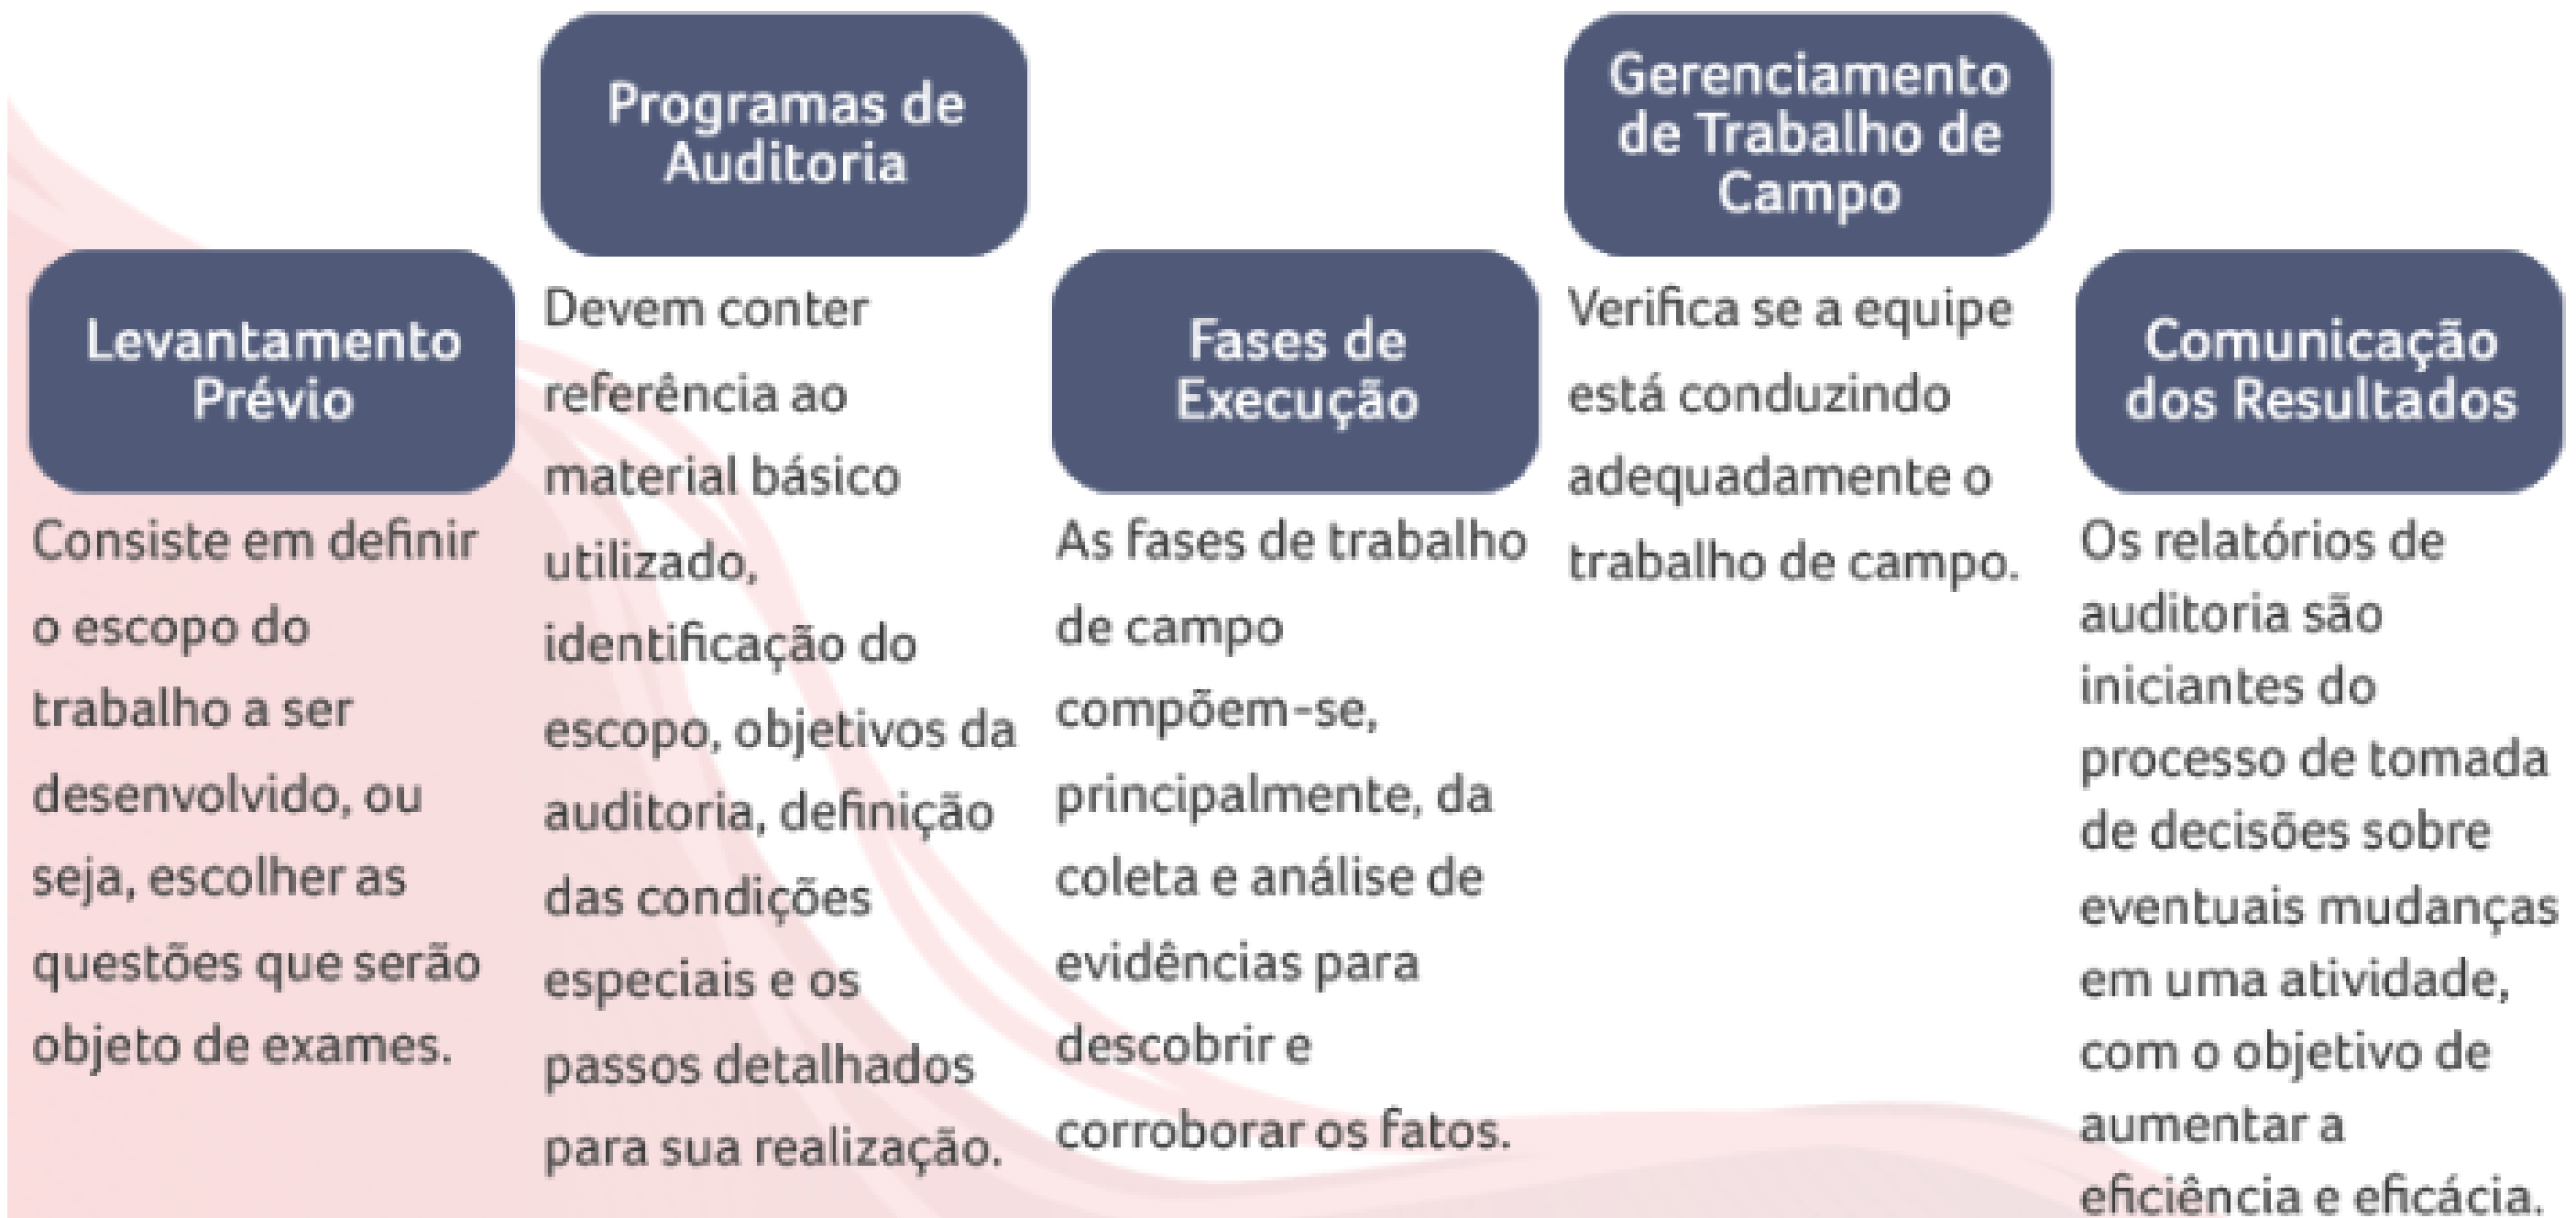 Levantamento
Prévio
Consiste em definir
o escopo do
trabalho a ser
desenvolvido, ou
seja, escolher as
questões que serão
objeto de exames.
Programas de
Auditoria
Devem conter
referência ao
material básico
utilizado,
identificação do
escopo, objetivos da
auditoria, definição
das condições
especiais e os
passos detalhados
para sua realização.
Fases de
Execução
As fases de trabalho
de campo
compõem-se,
principalmente, da
coleta e análise de
evidências para
descobrir e
corroborar os fatos.
Gerenciamento
de Trabalho de
Campo
Verifica se a equipe
está conduzindo
adequadamente o
trabalho de campo.
Comunicação
dos Resultados
Os relatórios de
auditoria são
iniciantes do
processo de tomada
de decisões sobre
eventuais mudanças
em uma atividade,
com o objetivo de
aumentar a
eficiência e eficácia.